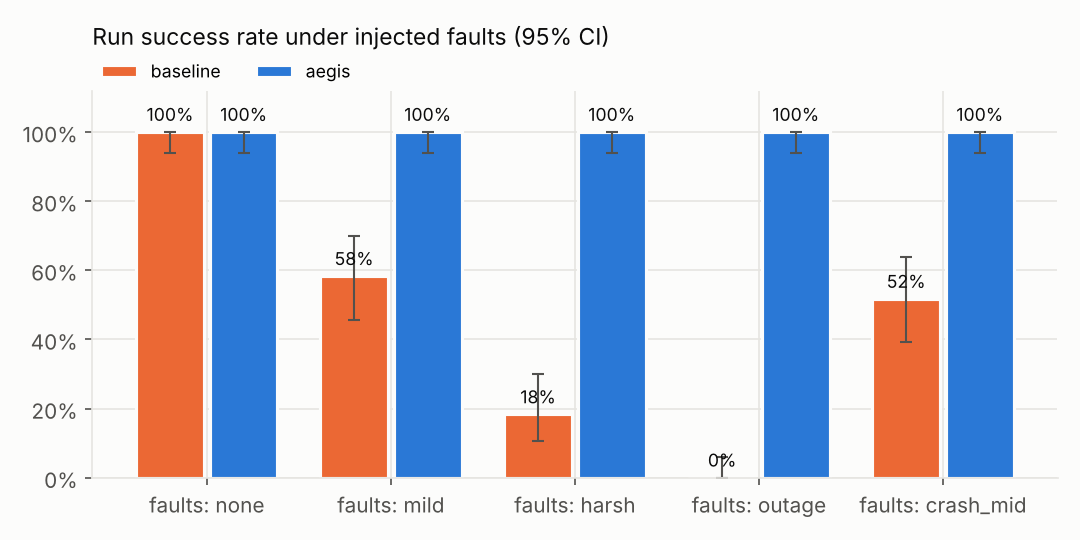 Run success rate under injected faults (95% CI)
baseline aegis
100% 100% 100% 100% 100% 100%
100%
80%
60%
40%
20%
0%
58%
18%
0%
52%
faults: none faults: mild faults: harsh faults: outage faults: crash_mid